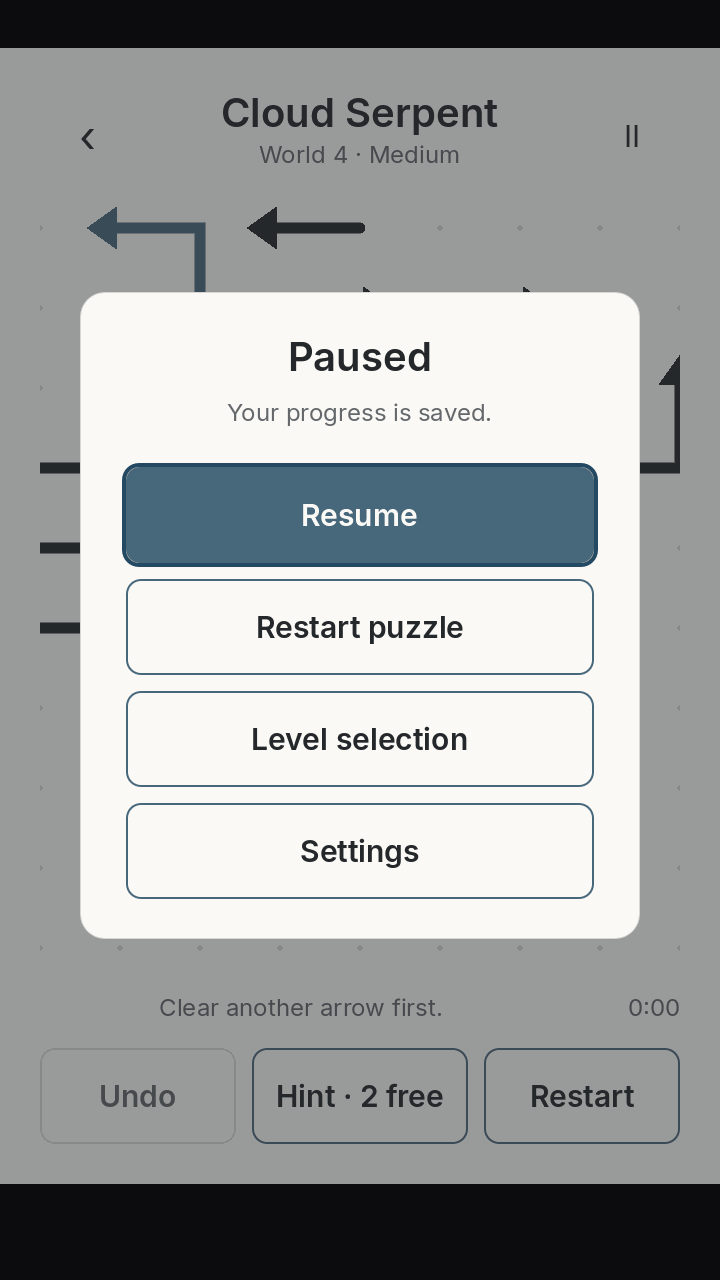 Cloud Serpent
World 4 · Medium
Paused
Your progress is saved.
Resume
Restart puzzle
Level selection
Settings
Clear another arrow first.
0:00
Undo
Hint · 2 free
Restart